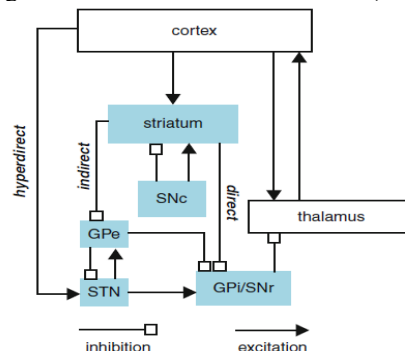 cortex
hyperdirect
striatum
indirect
direct
SNc
thalamus
GPe
STN
GPi/SNr
inhibition
excitation